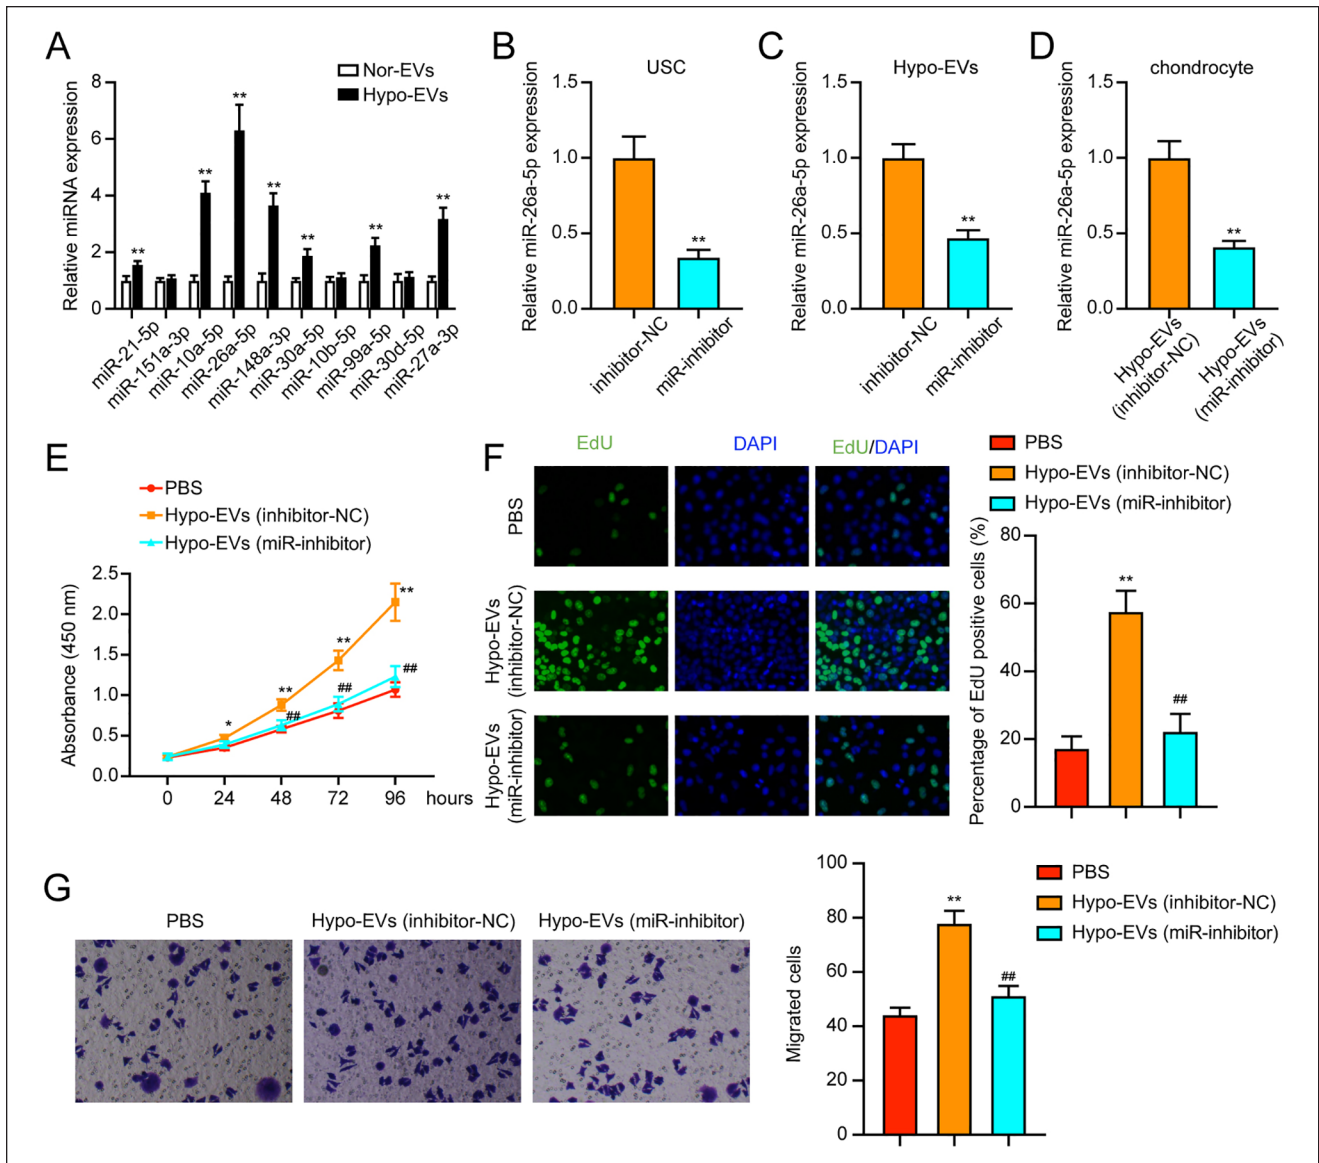 A
Nor-EVs
Hypo-EVs
Relative miRNA expression
8
6
4
2
0
**
**
**
**
**
**
**
miR-21-5p
miR-151a-3p
miR-10a-5p
miR-26a-5p
miR-148a-3p
miR-30a-5p
miR-10b-5p
miR-99a-5p
miR-30d-5p
miR-27a-3p
B
USC
Relative miR-26a-5p expression
1.5
1.0
0.5
0.0
**
inhibitor-NC
miR-inhibitor
C
Hypo-EVs
Relative miR-26a-5p expression
1.5
1.0
0.5
0.0
**
inhibitor-NC
miR-inhibitor
D
chondrocyte
Relative miR-26a-5p expression
1.5
1.0
0.5
0.0
**
Hypo-EVs
(inhibitor-NC)
Hypo-EVs
(miR-inhibitor)
E
PBS
Hypo-EVs (inhibitor-NC)
Hypo-EVs (miR-inhibitor)
Absorbance (450 nm)
2.5
2.0
1.5
1.0
0.5
0.0
*
**
##
**
##
**
##
0 24 48 72 96 hours
F
EdU DAPI EdU/DAPI
PBS
Hypo-EVs
(inhibitor-NC)
Hypo-EVs
(miR-inhibitor)
PBS
Hypo-EVs (inhibitor-NC)
Hypo-EVs (miR-inhibitor)
Percentage of EdU positive cells (%)
80
60
40
20
0
**
##
G
PBS Hypo-EVs (inhibitor-NC) Hypo-EVs (miR-inhibitor)
Migrated cells
100
80
60
40
20
0
**
##
PBS
Hypo-EVs (inhibitor-NC)
Hypo-EVs (miR-inhibitor)